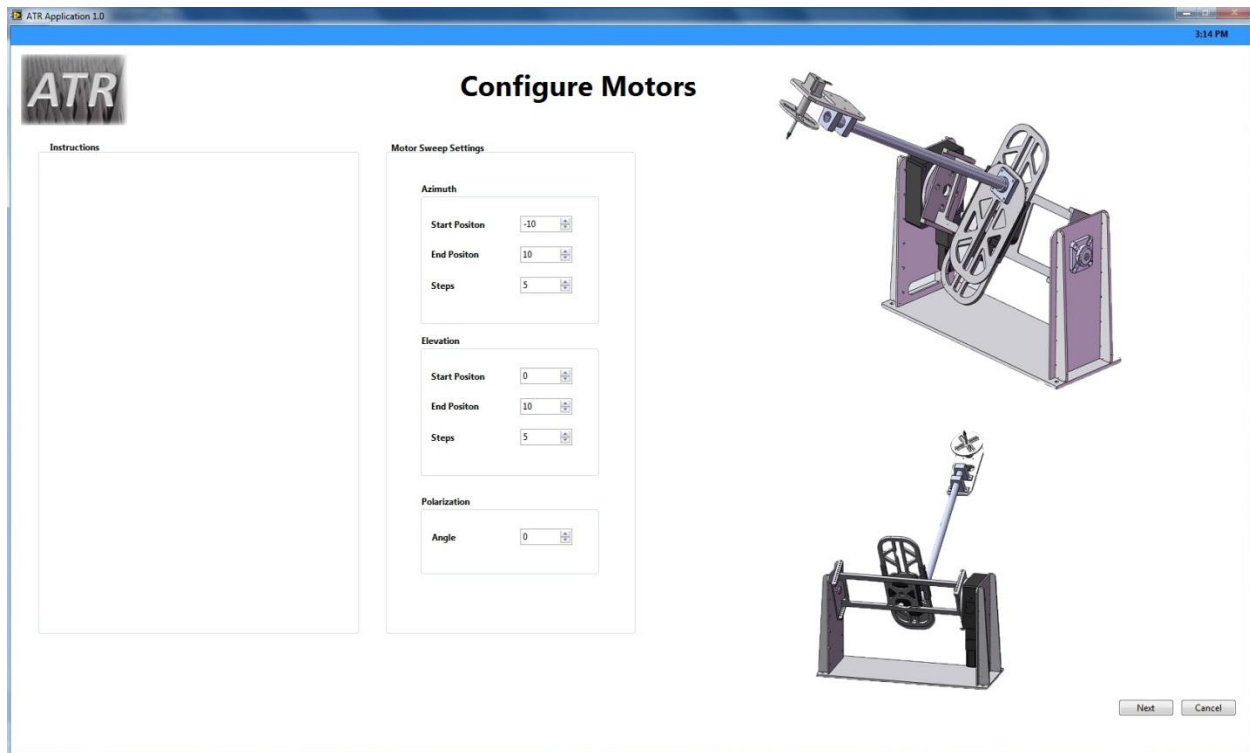 ATR Application 1.0
3:14 PM
ATR
Configure Motors
Instructions
Motor Sweep Settings
Azimuth
Start Positon -10
End Positon 10
Steps 5
Elevation
Start Positon 0
End Positon 10
Steps 5
Polarization
Angle 0
Next Cancel